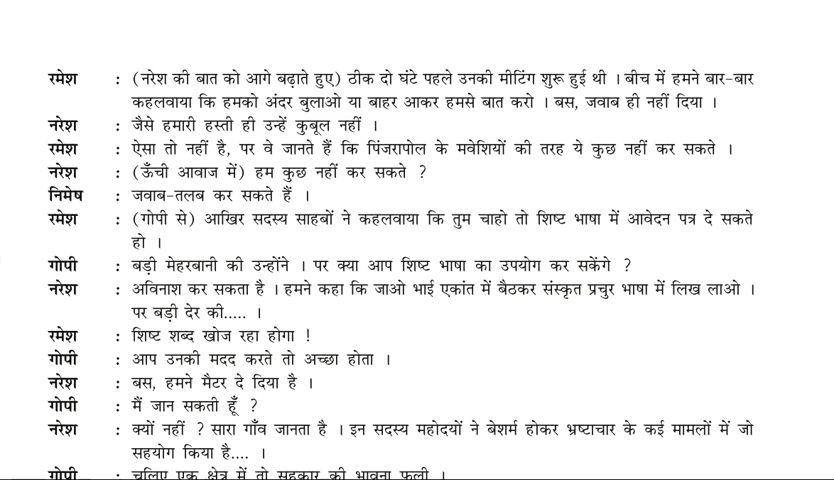 रमेश : (नरेश की बात को आगे बढ़ाते हुए) ठीक दो घंटे पहले उनकी मीटिंग शुरू हुई थी । बीच में हमने बार-बार
कहलवाया कि हमको अंदर बुलाओ या बाहर आकर हमसे बात करो । बस, जवाब ही नहीं दिया ।
नरेश : जैसे हमारी हस्ती ही उन्हें कुबूल नहीं ।
रमेश : ऐसा तो नहीं है, पर वे जानते हैं कि पिंजरापोल के मवेशियों की तरह ये कुछ नहीं कर सकते ।
नरेश : (ऊँची आवाज में) हम कुछ नहीं कर सकते ?
निमेष : जवाब-तलब कर सकते हैं ।
रमेश : (गोपी से) आखिर सदस्य साहबों ने कहलवाया कि तुम चाहो तो शिष्ट भाषा में आवेदन पत्र दे सकते
हो ।
गोपी : बड़ी मेहरबानी की उन्होंने । पर क्या आप शिष्ट भाषा का उपयोग कर सकेंगे ?
नरेश : अविनाश कर सकता है । हमने कहा कि जाओ भाई एकांत में बैठकर संस्कृत प्रचुर भाषा में लिख लाओ ।
पर बड़ी देर की..... ।
रमेश : शिष्ट शब्द खोज रहा होगा !
गोपी : आप उनकी मदद करते तो अच्छा होता ।
नरेश : बस, हमने मैटर दे दिया है ।
गोपी : मैं जान सकती हूँ ?
नरेश : क्यों नहीं ? सारा गाँव जानता है । इन सदस्य महोदयों ने बेशर्म होकर भ्रष्टाचार के कई मामलों में जो
सहयोग किया है.... ।
गोपी : चलिए एक क्षेत्र में तो सहकार की भावना फली ।